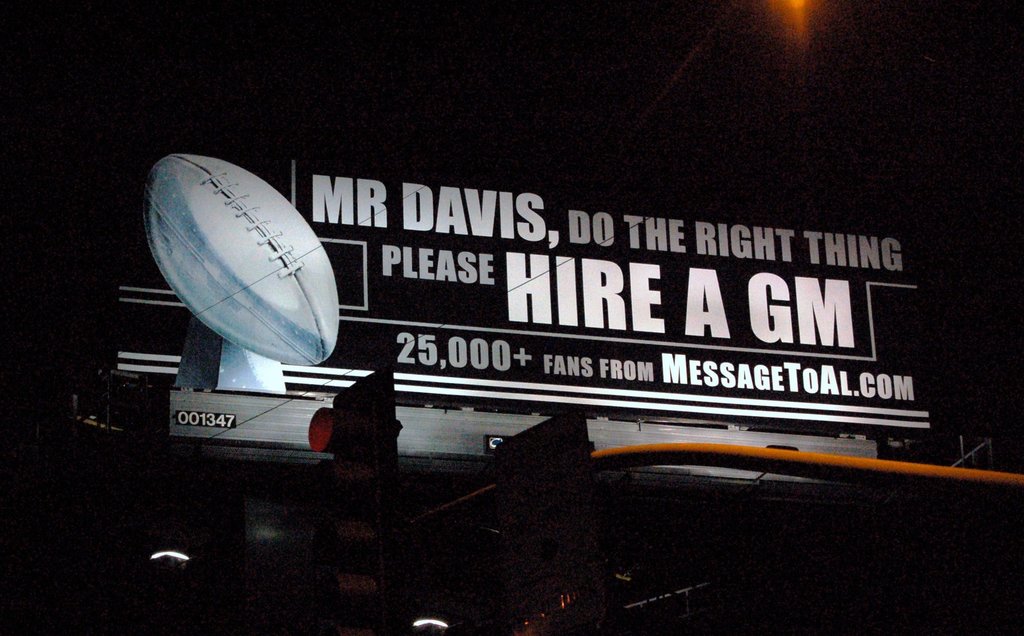 MR DAVIS, DO THE RIGHT THING
PLEASE HIRE A GM
25,000+ FANS FROM MESSAGETOAL.COM
001347